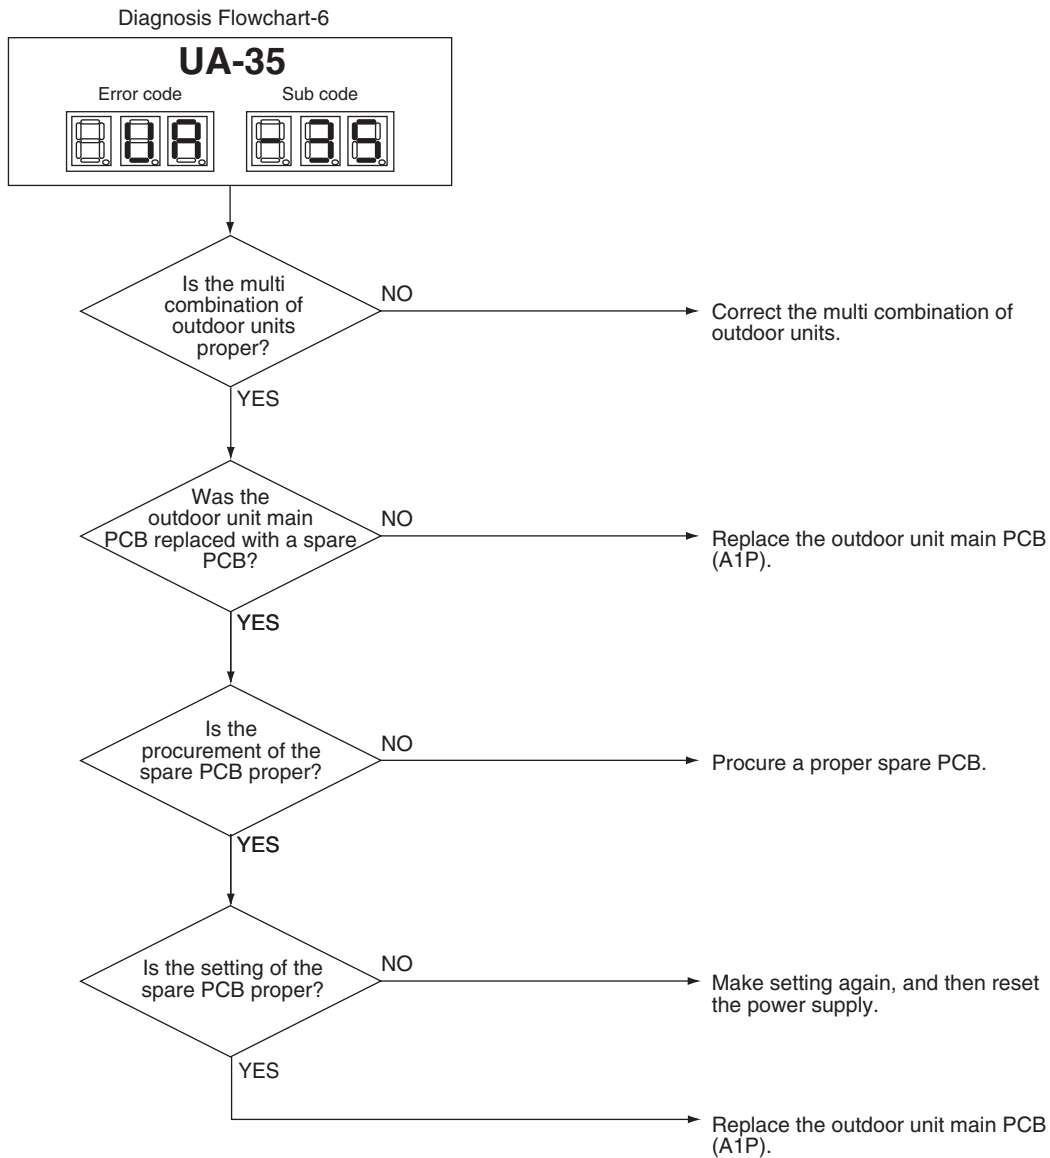 Diagnosis Flowchart-6
UA-35
Error code
Sub code
UA
-35
Is the multi
combination of
outdoor units
proper?
NO
Correct the multi combination of
outdoor units.
YES
Was the
outdoor unit main
PCB replaced with a spare
PCB?
NO
Replace the outdoor unit main PCB
(A1P).
YES
Is the
procurement of the
spare PCB proper?
NO
Procure a proper spare PCB.
YES
Is the setting of the
spare PCB proper?
NO
Make setting again, and then reset
the power supply.
YES
Replace the outdoor unit main PCB
(A1P).